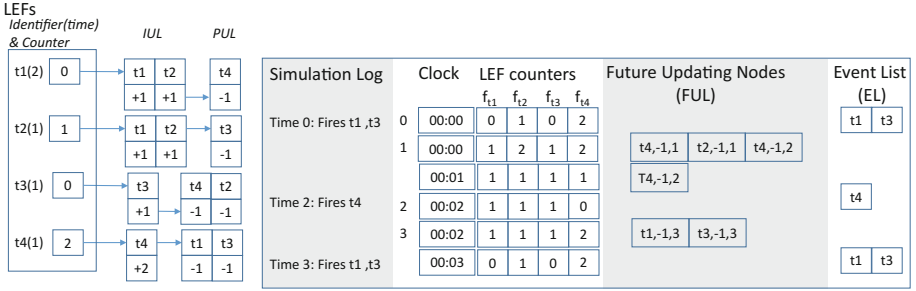 LEFs
Identifier(time)
& Counter
IUL
PUL
t1(2) 0 t1 t2 t4
+1 +1 -1
t2(1) 1 t1 t2 t3
+1 +1 -1
t3(1) 0 t3 t4 t2
+1 -1 -1
t4(1) 2 t4 t1 t3
+2 -1 -1
Simulation Log Clock LEF counters Future Updating Nodes Event List
(FUL) (EL)
ft1 ft2 ft3 ft4
Time 0: Fires t1 ,t3 0 00:00 0 1 0 2 t1 t3
1 00:00 1 2 1 2 t4,-1,1 t2,-1,1 t4,-1,2
00:01 1 1 1 1 T4,-1,2
Time 2: Fires t4 2 00:02 1 1 1 0 t4
3 00:02 1 1 1 2 t1,-1,3 t3,-1,3
Time 3: Fires t1 ,t3 00:03 0 1 0 2 t1 t3